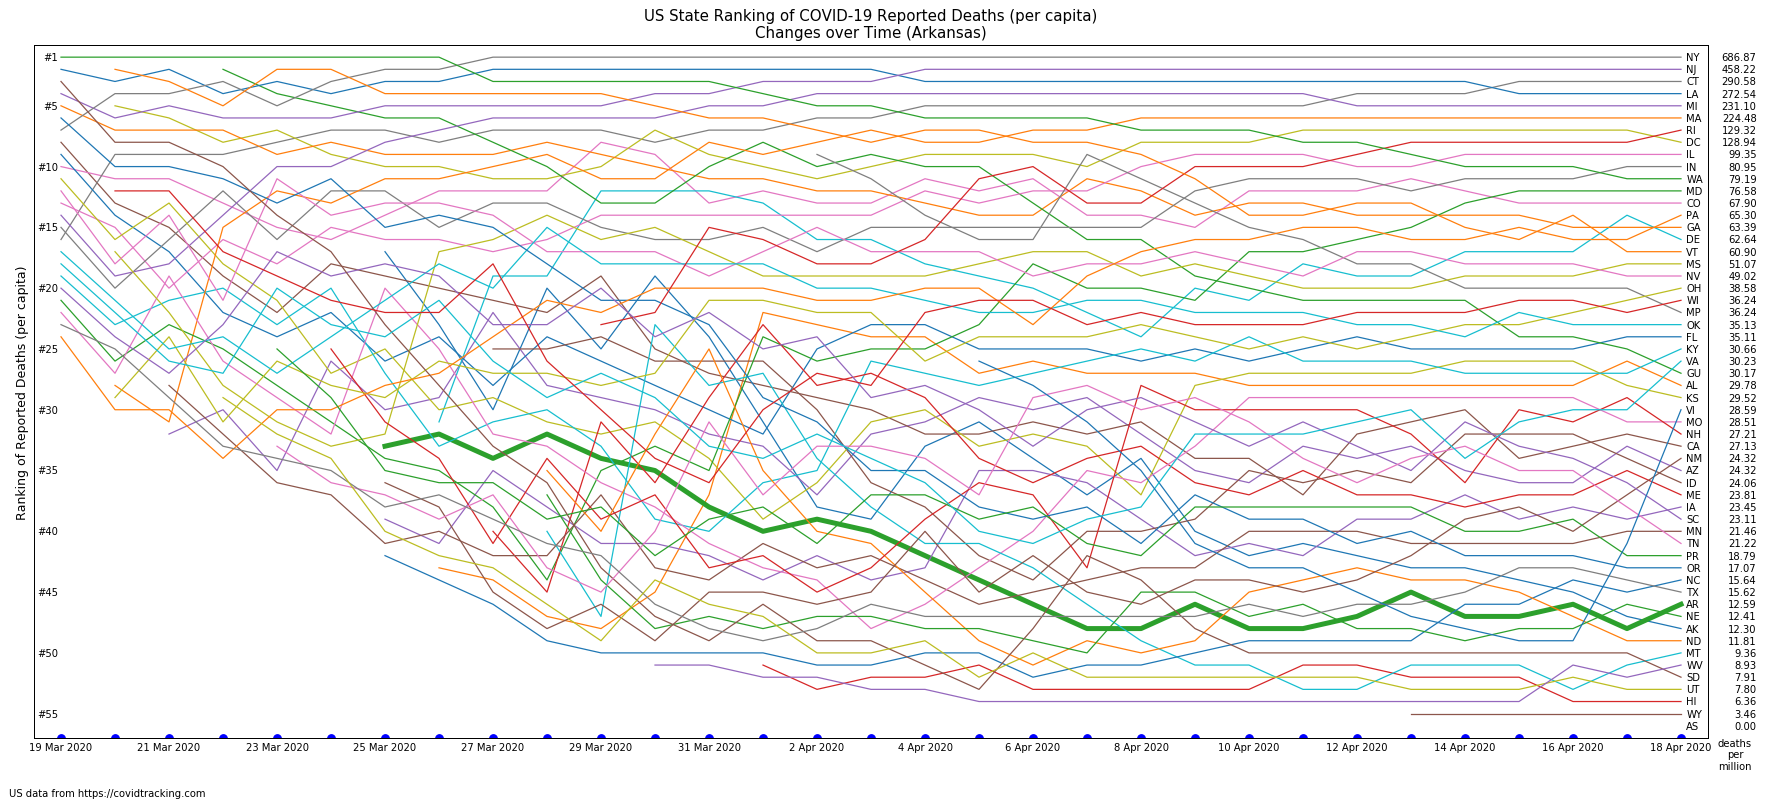 US State Ranking of COVID-19 Reported Deaths (per capita)
Changes over Time (Arkansas)
Ranking of Reported Deaths (per capita)
#1
#5
#10
#15
#20
#25
#30
#35
#40
#45
#50
#55
NY 686.87
NJ 458.22
CT 290.58
LA 272.54
MI 231.10
MA 224.48
RI 129.32
DC 128.94
IL 99.35
IN 80.95
WA 79.19
MD 76.58
CO 67.90
PA 65.30
GA 63.39
DE 62.64
VT 60.90
MS 51.07
NV 49.02
OH 38.58
WI 36.24
MP 36.24
OK 35.13
FL 35.11
KY 30.66
VA 30.23
GU 30.17
AL 29.78
KS 29.52
VI 28.59
MO 28.51
NH 27.21
CA 27.13
NM 24.32
AZ 24.32
ID 24.06
ME 23.81
IA 23.45
SC 23.11
MN 21.46
TN 21.22
PR 18.79
OR 17.07
NC 15.64
TX 15.62
AR 12.59
NE 12.41
AK 12.30
ND 11.81
MT 9.36
WV 8.93
SD 7.91
UT 7.80
HI 6.36
WY 3.46
AS 0.00
19 Mar 2020 21 Mar 2020 23 Mar 2020 25 Mar 2020 27 Mar 2020 29 Mar 2020 31 Mar 2020 2 Apr 2020 4 Apr 2020 6 Apr 2020 8 Apr 2020 10 Apr 2020 12 Apr 2020 14 Apr 2020 16 Apr 2020 18 Apr 2020
deaths
per
million
US data from https://covidtracking.com